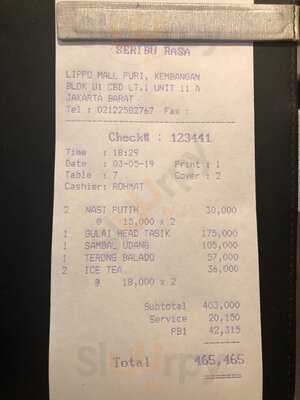 SERIBU RASA
LIPPO MALL PURI, KEMBANGAN
BLOK U1 CBD LT.1 UNIT 11 A
JAKARTA BARAT
Tel : 02122582767 Fax :
Check# : 123441
Time : 18:29
Date : 03-05-19 Print : 1
Table : 7 Cover : 2
Cashier: ROHMAT
2 NASI PUTIH 30,000
@ 15,000 x 2
1 GULAI HEAD TASIK 175,000
1 SAMBAL UDANG 105,000
1 TERONG BALADO 57,000
2 ICE TEA 36,000
@ 18,000 x 2
Subtotal 403,000
Service 20,150
PB1 42,315
Total 465,465